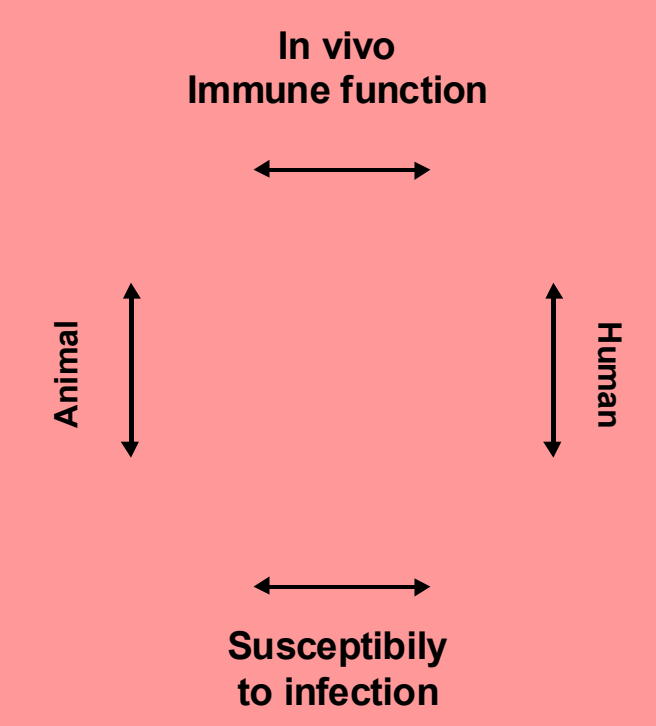 In vivo
Immune function
Animal
Human
Susceptibily
to infection